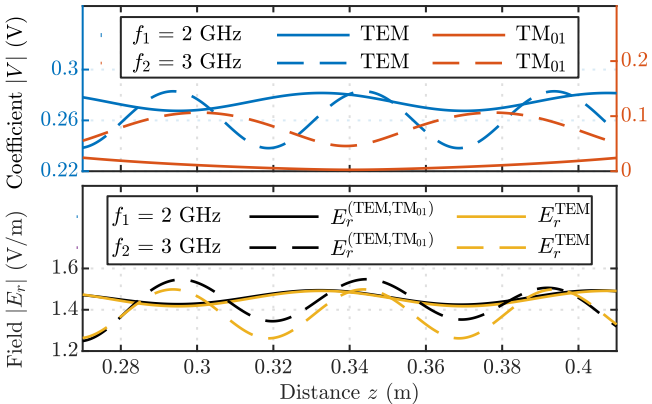 f₁ = 2 GHz TEM TM₀₁
f₂ = 3 GHz TEM TM₀₁
Coefficient |V| (V)
0.3
0.26
0.22
0.2
0.1
0
f₁ = 2 GHz E_r^(TEM,TM₀₁) E_r^TEM
f₂ = 3 GHz E_r^(TEM,TM₀₁) E_r^TEM
Field |E_r| (V/m)
1.6
1.4
1.2
0.28 0.3 0.32 0.34 0.36 0.38 0.4
Distance z (m)